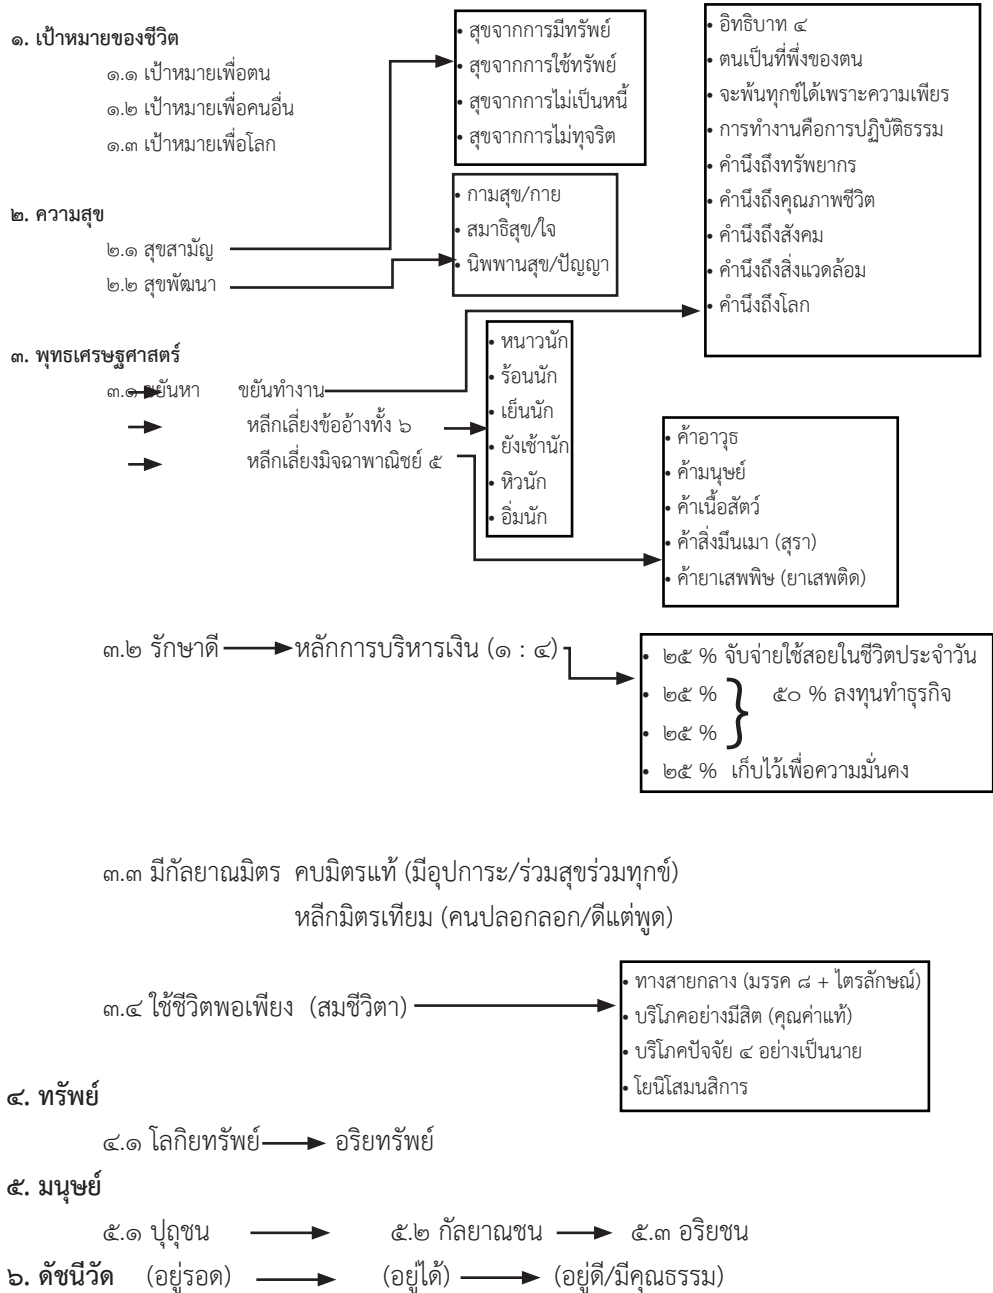 ๑. เป้าหมายของชีวิต
๑.๑ เป้าหมายเพื่อตน
๑.๒ เป้าหมายเพื่อคนอื่น
๑.๓ เป้าหมายเพื่อโลก
• สุขจากการมีทรัพย์
• สุขจากการใช้ทรัพย์
• สุขจากการไม่เป็นหนี้
• สุขจากการไม่ทุจริต
• อิทธิบาท ๔
• ตนเป็นที่พึ่งของตน
• จะพ้นทุกข์ได้เพราะความเพียร
• การทำงานคือการปฏิบัติธรรม
• คำนึงถึงทรัพยากร
• คำนึงถึงคุณภาพชีวิต
• คำนึงถึงสังคม
• คำนึงถึงสิ่งแวดล้อม
• คำนึงถึงโลก
๒. ความสุข
๒.๑ สุขสามัญ
๒.๒ สุขพัฒนา
• กามสุข/กาย
• สมาธิสุข/ใจ
• นิพพานสุข/ปัญญา
๓. พุทธเศรษฐศาสตร์
๓.๑ ขยันหา ขยันทำงาน
หลีกเลี่ยงข้ออ้างทั้ง ๖
หลีกเลี่ยงมิจฉาพาณิชย์ ๕
• หนาวนัก
• ร้อนนัก
• เย็นนัก
• ยังเช้านัก
• หิวนัก
• อิ่มนัก
• ค้าอาวุธ
• ค้ามนุษย์
• ค้าเนื้อสัตว์
• ค้าสิ่งมึนเมา (สุรา)
• ค้ายาเสพพิษ (ยาเสพติด)
๓.๒ รักษาดี หลักการบริหารเงิน (๑ : ๔)
• ๒๕ % จับจ่ายใช้สอยในชีวิตประจำวัน
• ๒๕ % } ๕๐ % ลงทุนทำธุรกิจ
• ๒๕ %
• ๒๕ % เก็บไว้เพื่อความมั่นคง
๓.๓ มีกัลยาณมิตร คบมิตรแท้ (มีอุปการะ/ร่วมสุขร่วมทุกข์)
หลีกมิตรเทียม (คนปลอกลอก/ดีแต่พูด)
๓.๔ ใช้ชีวิตพอเพียง (สมชีวิตา)
• ทางสายกลาง (มรรค ๘ + ไตรลักษณ์)
• บริโภคอย่างมีสิต (คุณค่าแท้)
• บริโภคปัจจัย ๔ อย่างเป็นนาย
• โยนิโสมนสิการ
๔. ทรัพย์
๔.๑ โลกิยทรัพย์ อริยทรัพย์
๕. มนุษย์
๕.๑ ปุถุชน ๕.๒ กัลยาณชน ๕.๓ อริยชน
๖. ดัชนีวัด (อยู่รอด) (อยู่ได้) (อยู่ดี/มีคุณธรรม)